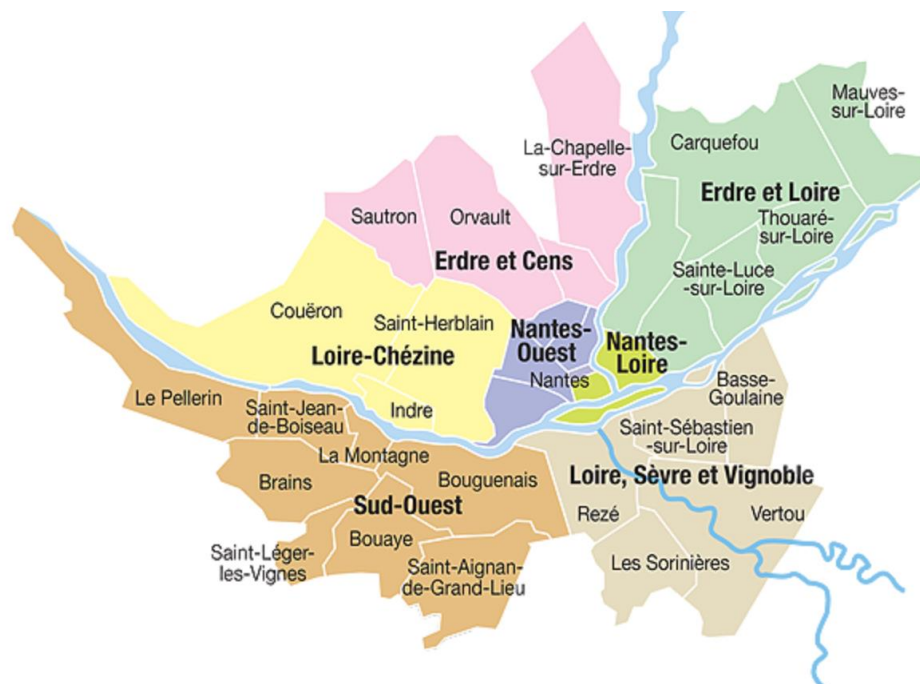 Mauves-
sur-Loire
Carquefou
La-Chapelle-
sur-Erdre
Erdre et Loire
Sautron
Orvault
Thouaré-
sur-Loire
Erdre et Cens
Sainte-Luce
-sur-Loire
Couëron
Saint-Herblain
Nantes-
Ouest
Nantes-
Loire
Loire-Chézine
Nantes
Basse-
Goulaine
Le Pellerin
Saint-Jean-
de-Boiseau
Indre
Saint-Sébastien
-sur-Loire
La Montagne
Brains
Bouguenais
Loire, Sèvre et Vignoble
Sud-Ouest
Rezé
Vertou
Bouaye
Saint-Léger-
les-Vignes
Saint-Aignan-
de-Grand-Lieu
Les Sorinières